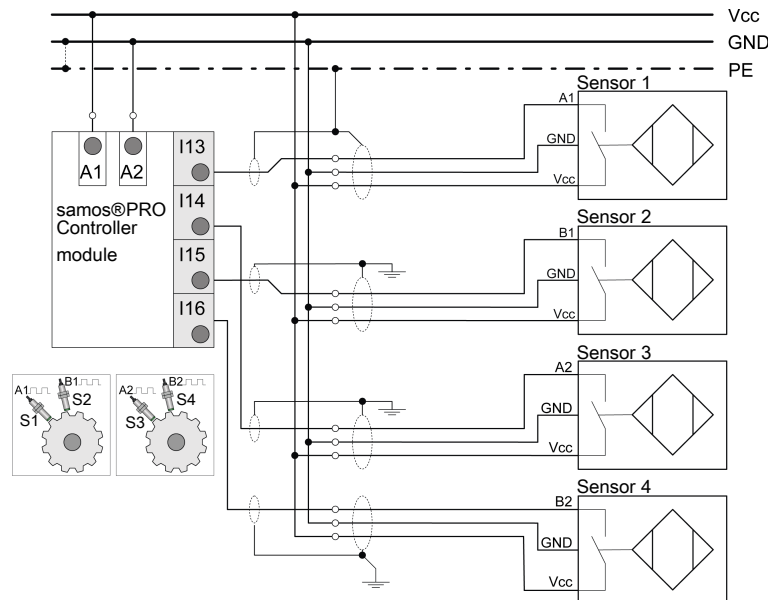 Vcc
GND
PE
Sensor 1
A1
GND
Vcc
I13
A1 A2
I14
samos®PRO
Controller
module
I15
I16
Sensor 2
B1
GND
Vcc
Sensor 3
A2
GND
Vcc
A1 B1
S1 S2
A2 B2
S3 S4
Sensor 4
B2
GND
Vcc